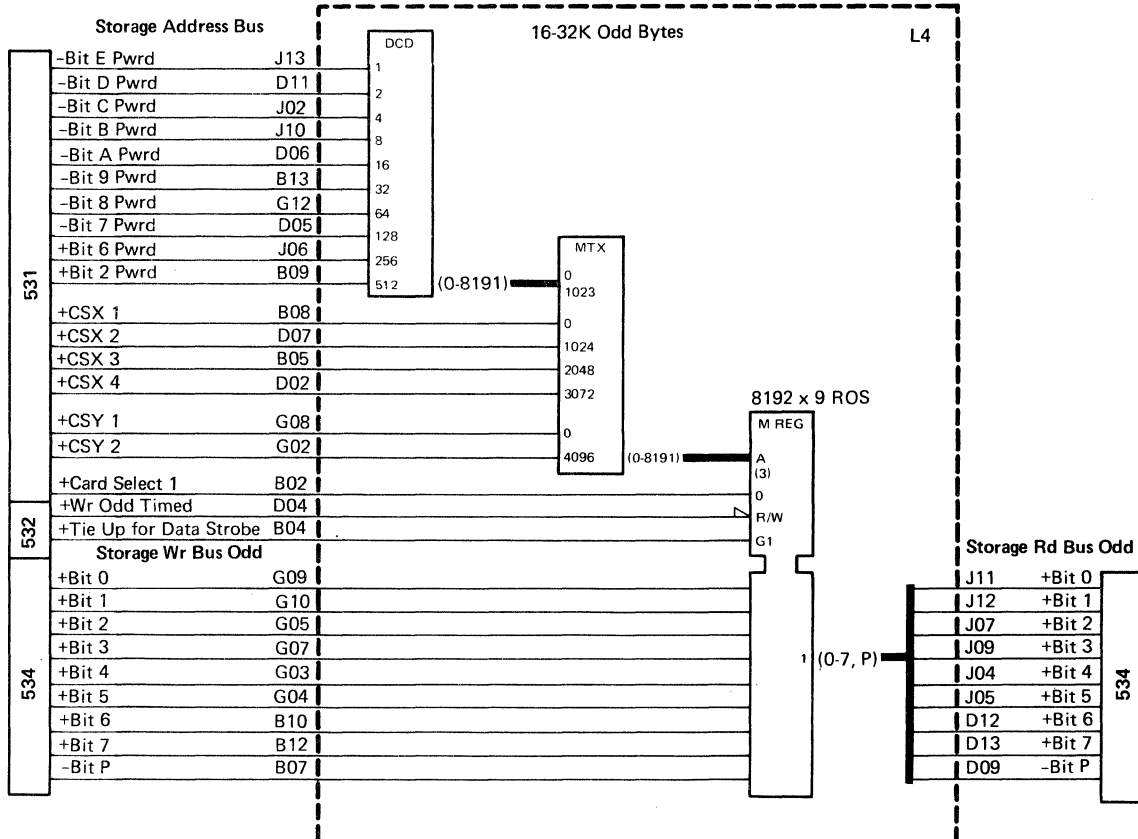 Storage Address Bus
16-32K Odd Bytes
L4
DCD
531
-Bit E Pwrd J13 1
-Bit D Pwrd D11 2
-Bit C Pwrd J02 4
-Bit B Pwrd J10 8
-Bit A Pwrd D06 16
-Bit 9 Pwrd B13 32
-Bit 8 Pwrd G12 64
-Bit 7 Pwrd D05 128
+Bit 6 Pwrd J06 256
+Bit 2 Pwrd B09 512
(0-8191)
MTX
0
1023
+CSX 1 B08 0
+CSX 2 D07 1024
+CSX 3 B05 2048
+CSX 4 D02 3072
+CSY 1 G08 0
+CSY 2 G02 4096
(0-8191)
8192 x 9 ROS
M REG
A
(3)
+Card Select 1 B02 0
532
+Wr Odd Timed D04 R/W
+Tie Up for Data Strobe B04 G1
Storage Wr Bus Odd
534
+Bit 0 G09
+Bit 1 G10
+Bit 2 G05
+Bit 3 G07
+Bit 4 G03
+Bit 5 G04
+Bit 6 B10
+Bit 7 B12
-Bit P B07
1 (0-7, P)
Storage Rd Bus Odd
J11 +Bit 0
J12 +Bit 1
J07 +Bit 2
J09 +Bit 3
J04 +Bit 4
J05 +Bit 5
D12 +Bit 6
D13 +Bit 7
D09 -Bit P
534